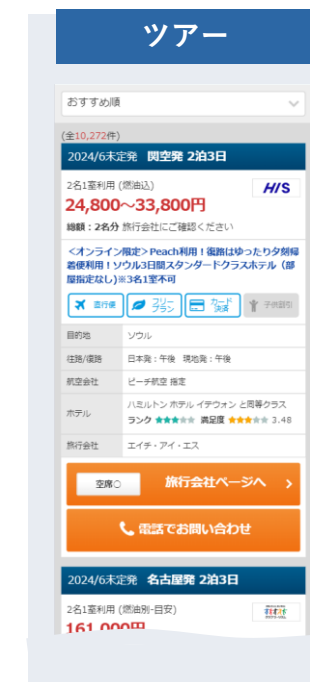 ツアー
おすすめ順
(全10,272件)
2024/6未定発 関空発 2泊3日
2名1室利用 (燃油込)
H/S
24,800～33,800円
総額：2名分 旅行会社にご確認ください
＜オンライン限定＞Peach利用！復路はゆったり夕刻帰
着便利用！ソウル3日間スタンダードクラスホテル（部
屋指定なし）※3名1室不可
直行便
フリープラン
カード決済
子供割引
目的地 ソウル
往路/復路 日本発：午後 現地発：午後
航空会社 ピーチ航空 指定
ホテル ハミルトン ホテル イテウォン と同等クラス
ランク ★★★★★ 満足度 ★★★★★ 3.48
旅行会社 エイチ・アイ・エス
空席○ 旅行会社ページへ
電話でお問い合わせ
2024/6未定発 名古屋発 2泊3日
2名1室利用 (燃油別-目安)
161,000円